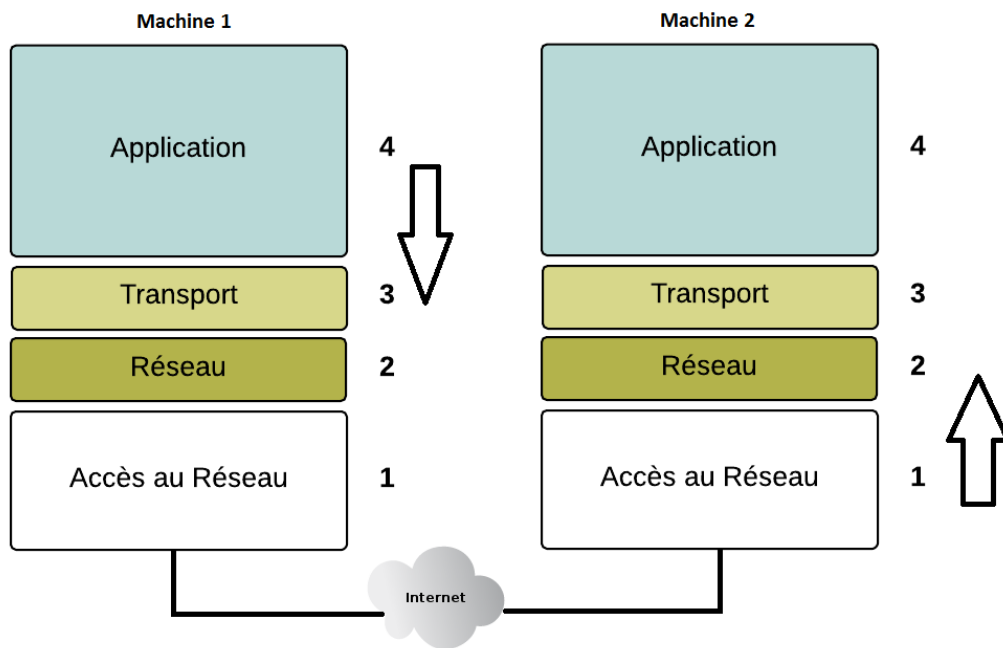 Machine 1
Machine 2
Application
4
Application
4
Transport
3
Transport
3
Réseau
2
Réseau
2
Accès au Réseau
1
Accès au Réseau
1
Internet